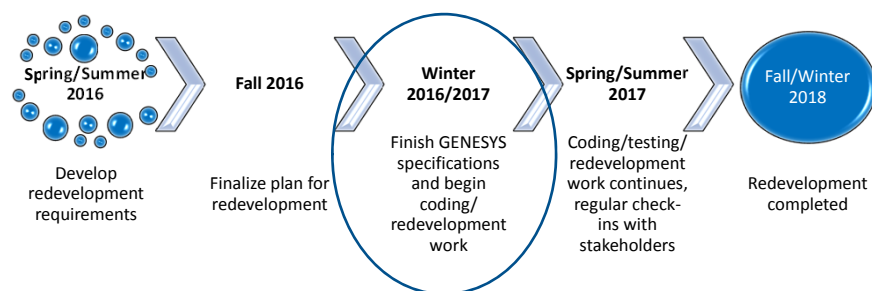 Spring/Summer
2016
Develop
redevelopment
requirements
Fall 2016
Finalize plan for
redevelopment
Winter
2016/2017
Finish GENESYS
specifications
and begin
coding/
redevelopment
work
Spring/Summer
2017
Coding/testing/
redevelopment
work continues,
regular check-
ins with
stakeholders
Fall/Winter
2018
Redevelopment
completed